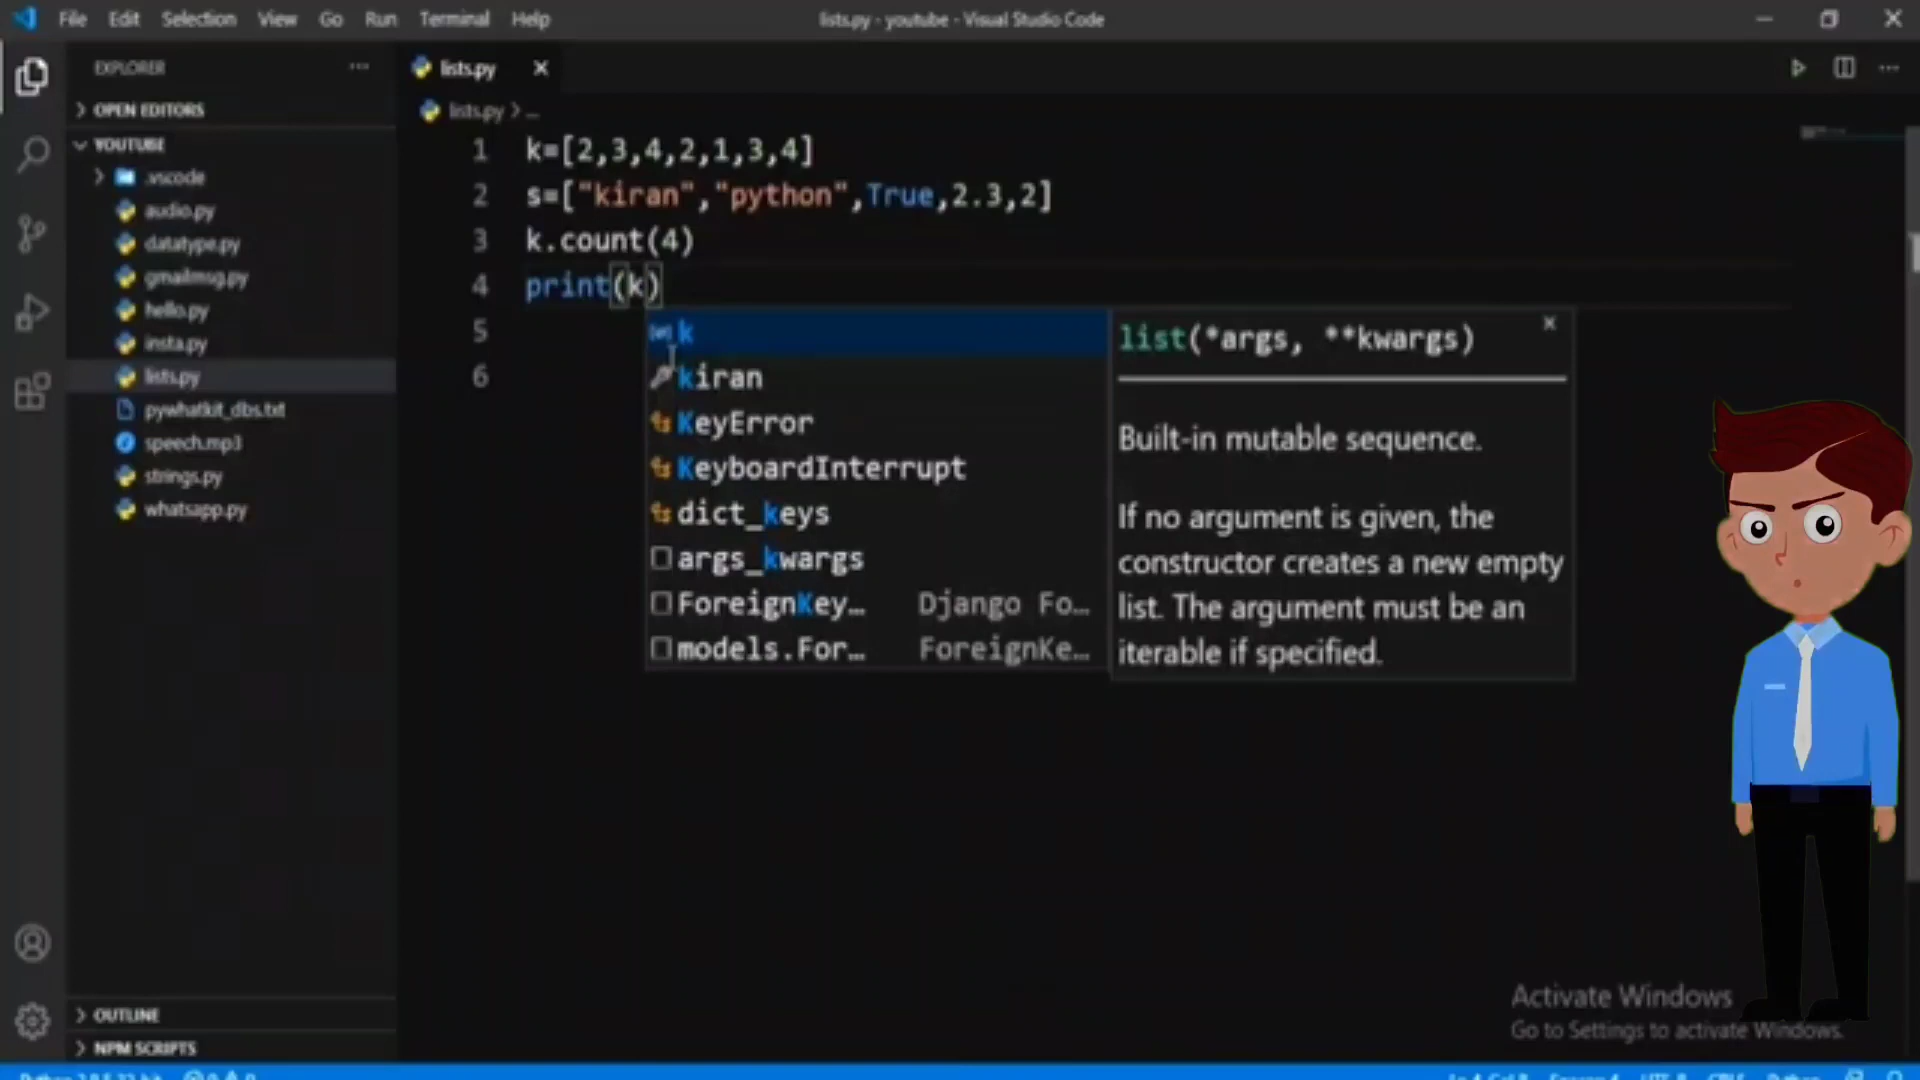 File Edit Selection View Go Run Terminal Help
lists.py - youtube - Visual Studio Code
EXPLORER
lists.py
OPEN EDITORS
lists.py > ...
YOUTUBE
.vscode
audio.py
datatype.py
gmailmsg.py
hello.py
insta.py
lists.py
pywhatkit_dbs.txt
speech.mp3
strings.py
whatsapp.py
OUTLINE
NPM SCRIPTS
1 k=[2,3,4,2,1,3,4]
2 s=["kiran","python",True,2.3,2]
3 k.count(4)
4 print(k)
5
6
k
kiran
KeyError
KeyboardInterrupt
dict_keys
args_kwargs
ForeignKey… Django Fo…
models.For… ForeignKe…
list(*args, **kwargs)
Built-in mutable sequence.
If no argument is given, the
constructor creates a new empty
list. The argument must be an
iterable if specified.
Activate Windows
Go to Settings to activate Windows.